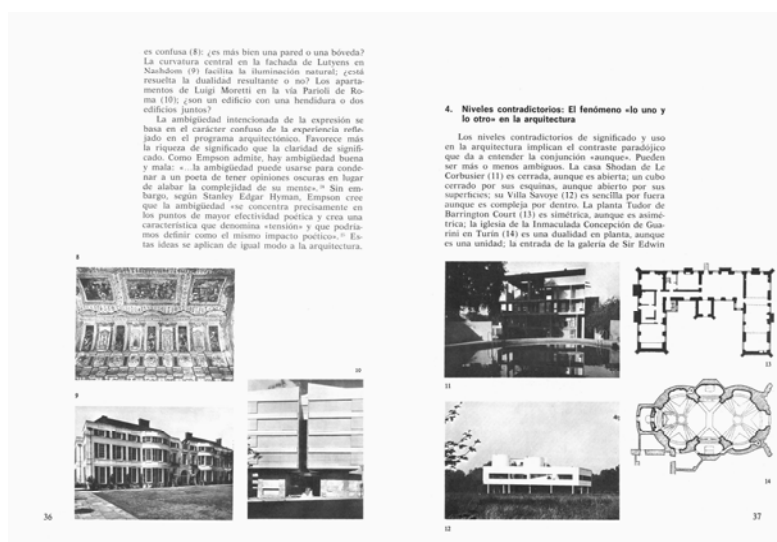 es confusa (8): ¿es más bien una pared o una bóveda?
La curvatura central en la fachada de Lutyens en
Nashdom (9) facilita la iluminación natural; ¿está
resuelta la dualidad resultante o no? Los aparta-
mentos de Luigi Moretti en la vía Parioli de Ro-
ma (10); ¿son un edificio con una hendidura o dos
edificios juntos?
La ambigüedad intencionada de la expresión se
basa en el carácter confuso de la experiencia refle-
jado en el programa arquitectónico. Favorece más
la riqueza de significado que la claridad de signifi-
cado. Como Empson admite, hay ambigüedad buena
y mala: «...la ambigüedad puede usarse para conde-
nar a un poeta de tener opiniones oscuras en lugar
de alabar la complejidad de su mente». Sin em-
bargo, según Stanley Edgar Hyman, Empson cree
que la ambigüedad «se concentra precisamente en
los puntos de mayor efectividad poética y crea una
característica que denomina «tensión» y que podría-
mos definir como el mismo impacto poético». Es-
tas ideas se aplican de igual modo a la arquitectura.
8
9
10
36
4. Niveles contradictorios: El fenómeno «lo uno y
lo otro» en la arquitectura
Los niveles contradictorios de significado y uso
en la arquitectura implican el contraste paradójico
que da a entender la conjunción «aunque». Pueden
ser más o menos ambiguos. La casa Shodan de Le
Corbusier (11) es cerrada, aunque es abierta; un cubo
cerrado por sus esquinas, aunque abierto por sus
superficies; su Villa Savoye (12) es sencilla por fuera
aunque es compleja por dentro. La planta Tudor de
Barrington Court (13) es simétrica, aunque es asimé-
trica; la iglesia de la Inmaculada Concepción de Gua-
rini en Turín (14) es una dualidad en planta, aunque
es una unidad; la entrada de la galería de Sir Edwin
11
13
12
14
37